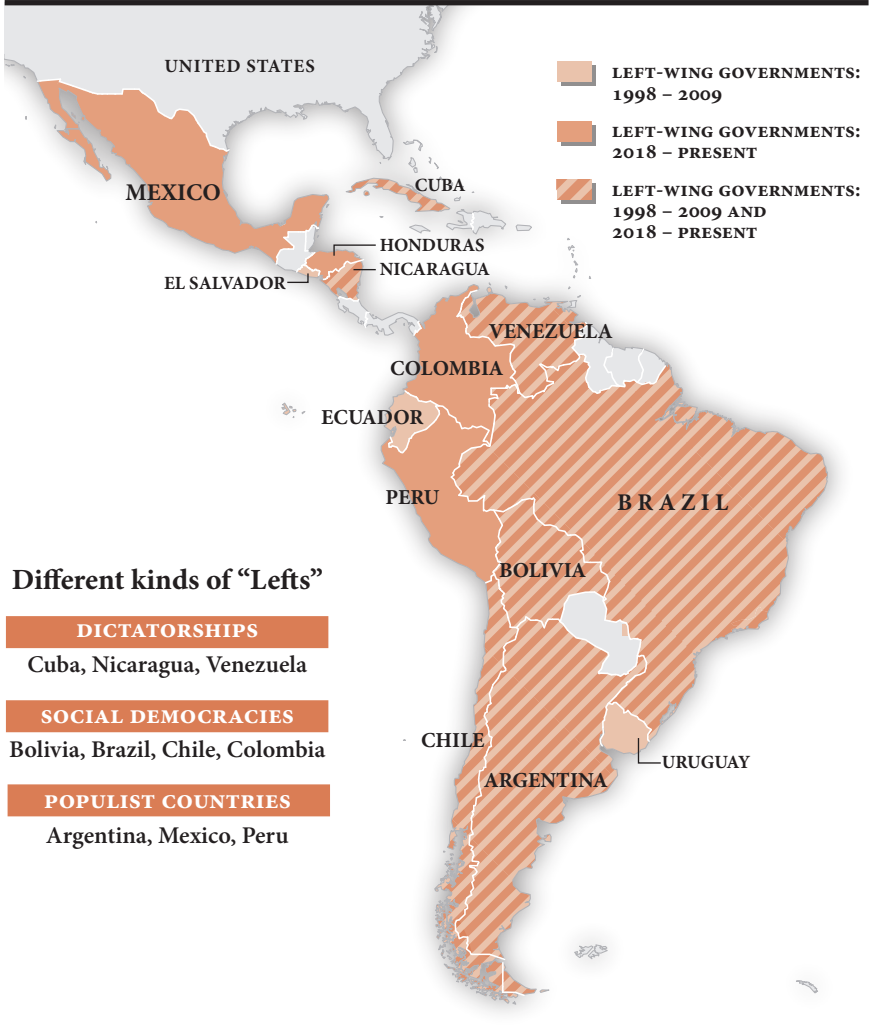 UNITED STATES
LEFT-WING GOVERNMENTS:
1998 – 2009
LEFT-WING GOVERNMENTS:
2018 – PRESENT
LEFT-WING GOVERNMENTS:
1998 – 2009 AND
2018 – PRESENT
MEXICO
CUBA
HONDURAS
NICARAGUA
EL SALVADOR
VENEZUELA
COLOMBIA
ECUADOR
PERU
BRAZIL
BOLIVIA
CHILE
ARGENTINA
URUGUAY
Different kinds of “Lefts”
DICTATORSHIPS
Cuba, Nicaragua, Venezuela
SOCIAL DEMOCRACIES
Bolivia, Brazil, Chile, Colombia
POPULIST COUNTRIES
Argentina, Mexico, Peru